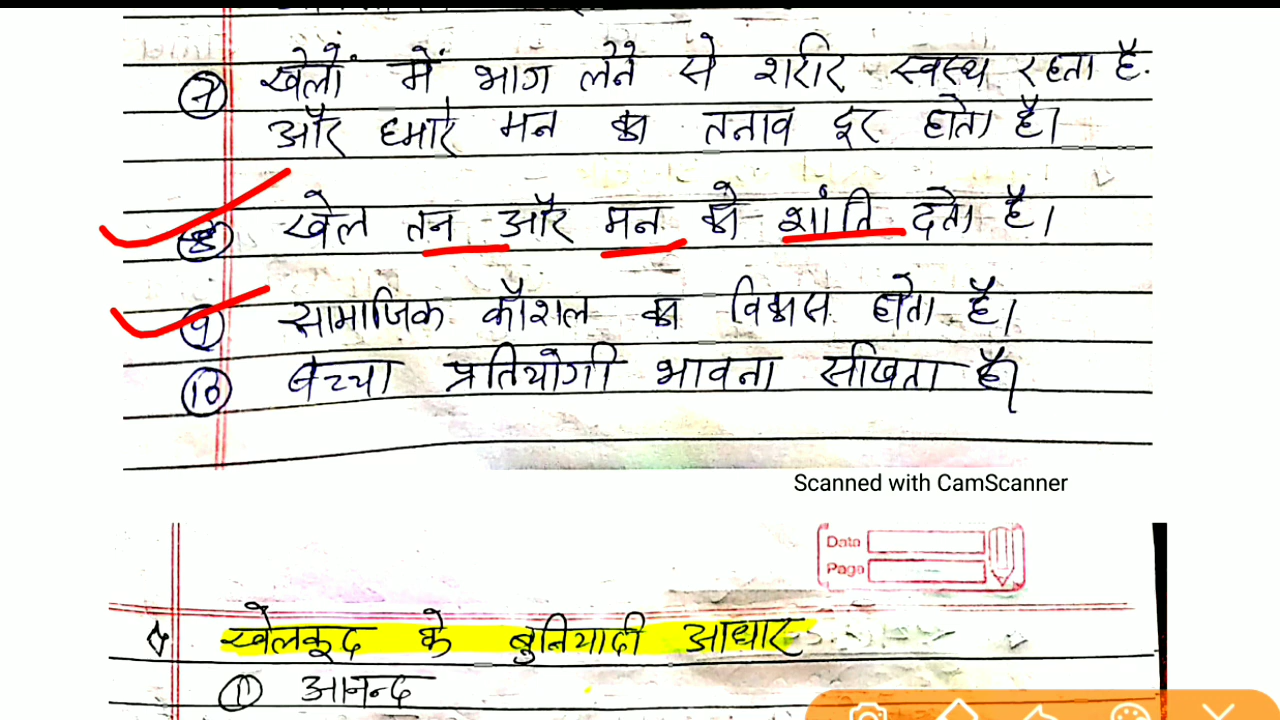 ⑦ खेलों में भाग लेने से शरीर स्वस्थ रहता है.
और हमारे मन का तनाव दूर होता है।
⑧ खेल तन और मन को शांति देता है।
⑨ सामाजिक कौशल का विकास होता है।
⑩ बच्चा प्रतियोगी भावना सीखता है।
Scanned with CamScanner
Date
Page
खेलकूद के बुनियादी आधार
① आनन्द